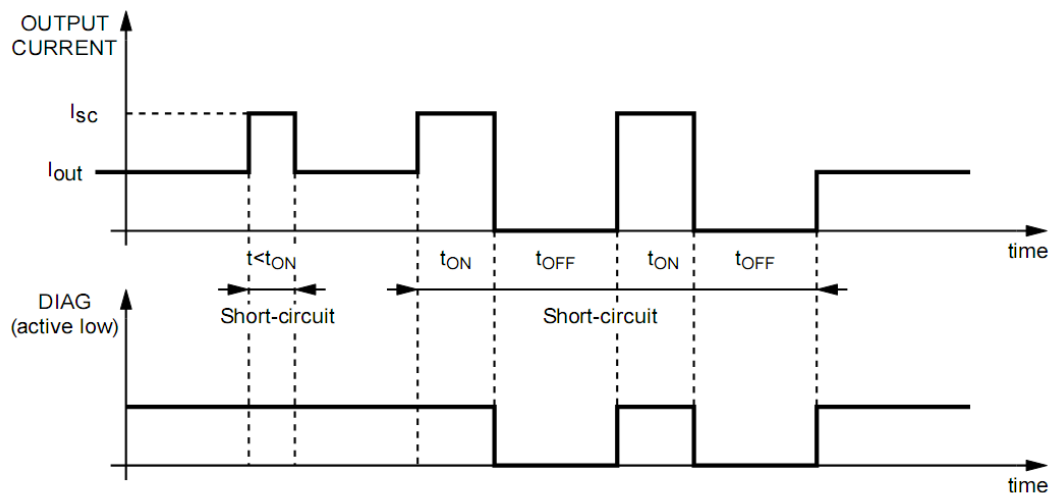 OUTPUT
CURRENT
Isc
Iout
time
t<tON
tON
tOFF
tON
tOFF
DIAG
(active low)
Short-circuit
Short-circuit
time